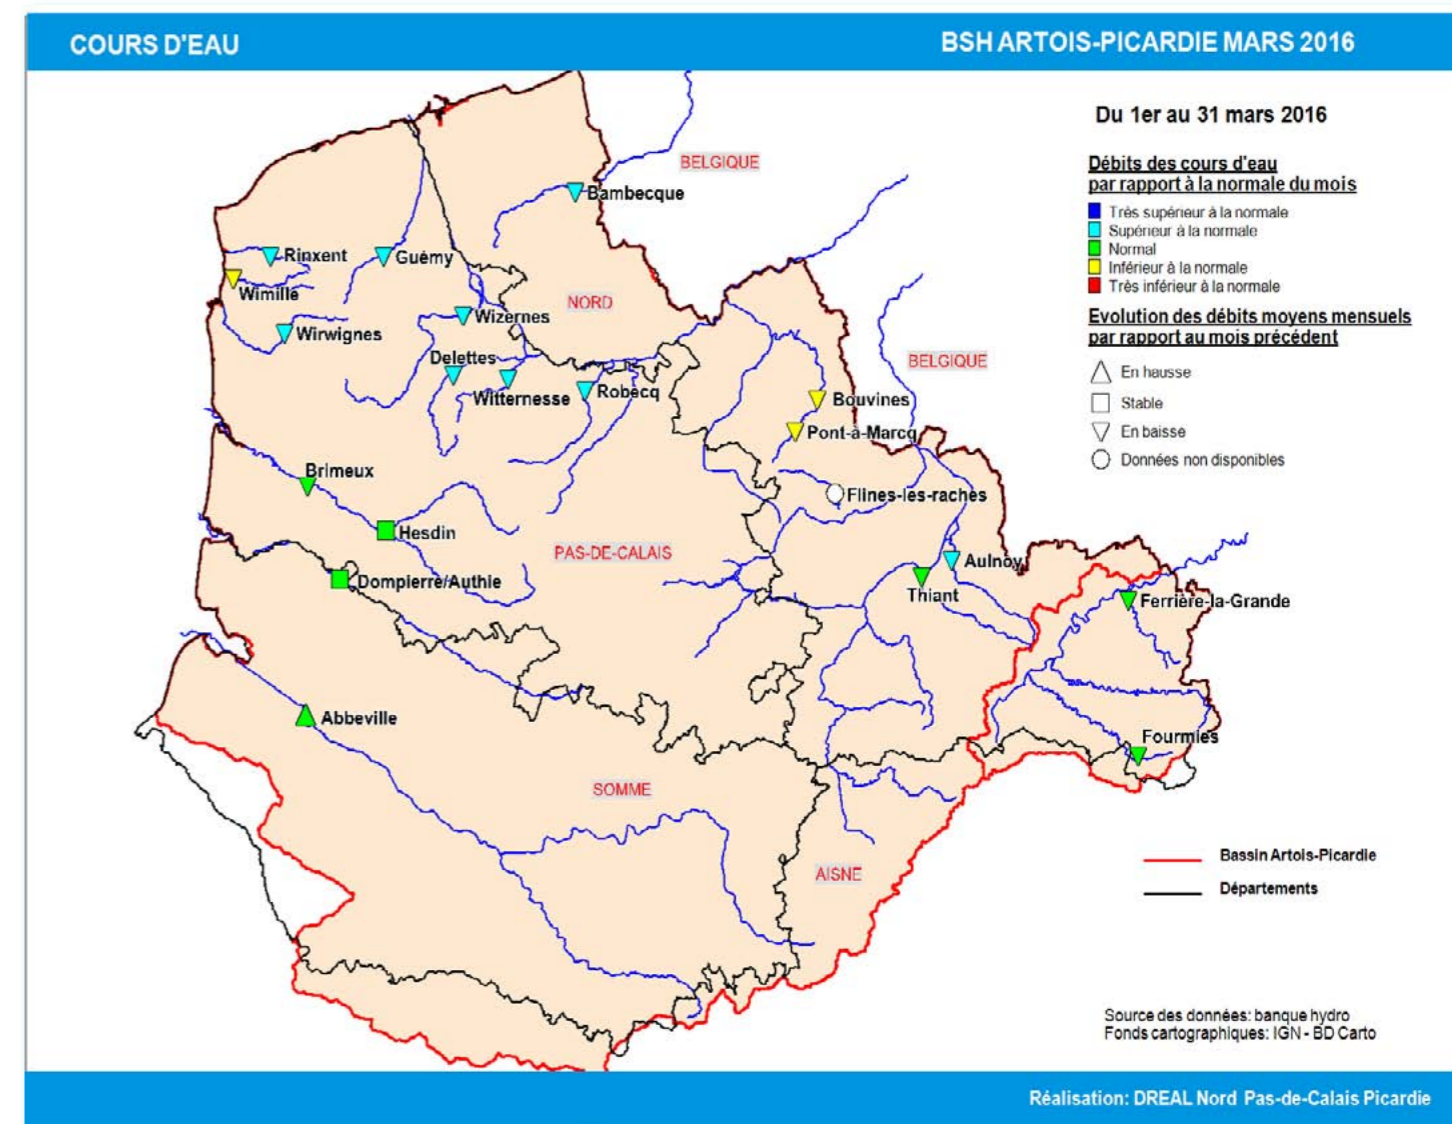 COURS D'EAU
BSH ARTOIS-PICARDIE MARS 2016
Du 1er au 31 mars 2016
Débits des cours d'eau
par rapport à la normale du mois
Très supérieur à la normale
Supérieur à la normale
Normal
Inférieur à la normale
Très inférieur à la normale
Evolution des débits moyens mensuels
par rapport au mois précédent
En hausse
Stable
En baisse
Données non disponibles
BELGIQUE
Bambecque
Rinxent
Guémy
Wimille
NORD
Wizernes
Wirwignes
Delettes
BELGIQUE
Witternesse
Robecq
Bouvines
Pont-à-Marcq
Brimeux
Flines-les-raches
Hesdin
PAS-DE-CALAIS
Aulnoy
Dompierre/Authie
Thiant
Ferrière-la-Grande
Abbeville
Fourmies
SOMME
AISNE
Bassin Artois-Picardie
Départements
Source des données: banque hydro
Fonds cartographiques: IGN - BD Carto
Réalisation: DREAL Nord Pas-de-Calais Picardie